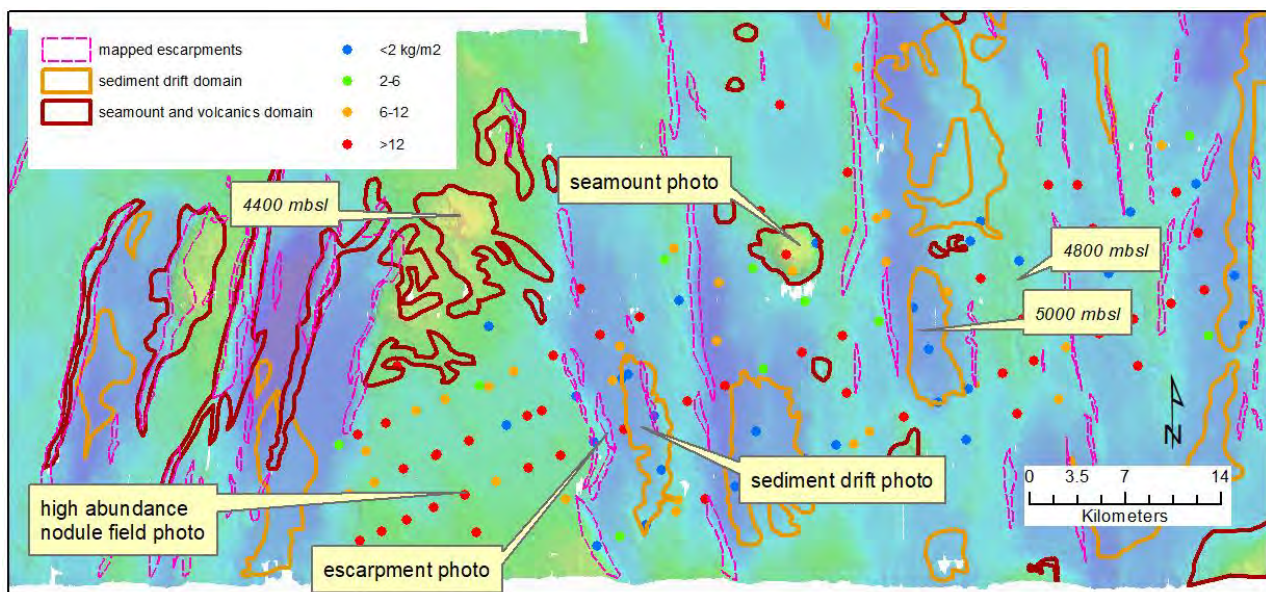 mapped escarpments
sediment drift domain
seamount and volcanics domain
<2 kg/m2
2-6
6-12
>12
4400 mbsl
seamount photo
4800 mbsl
5000 mbsl
high abundance
nodule field photo
escarpment photo
sediment drift photo
N
0 3.5 7 14
Kilometers